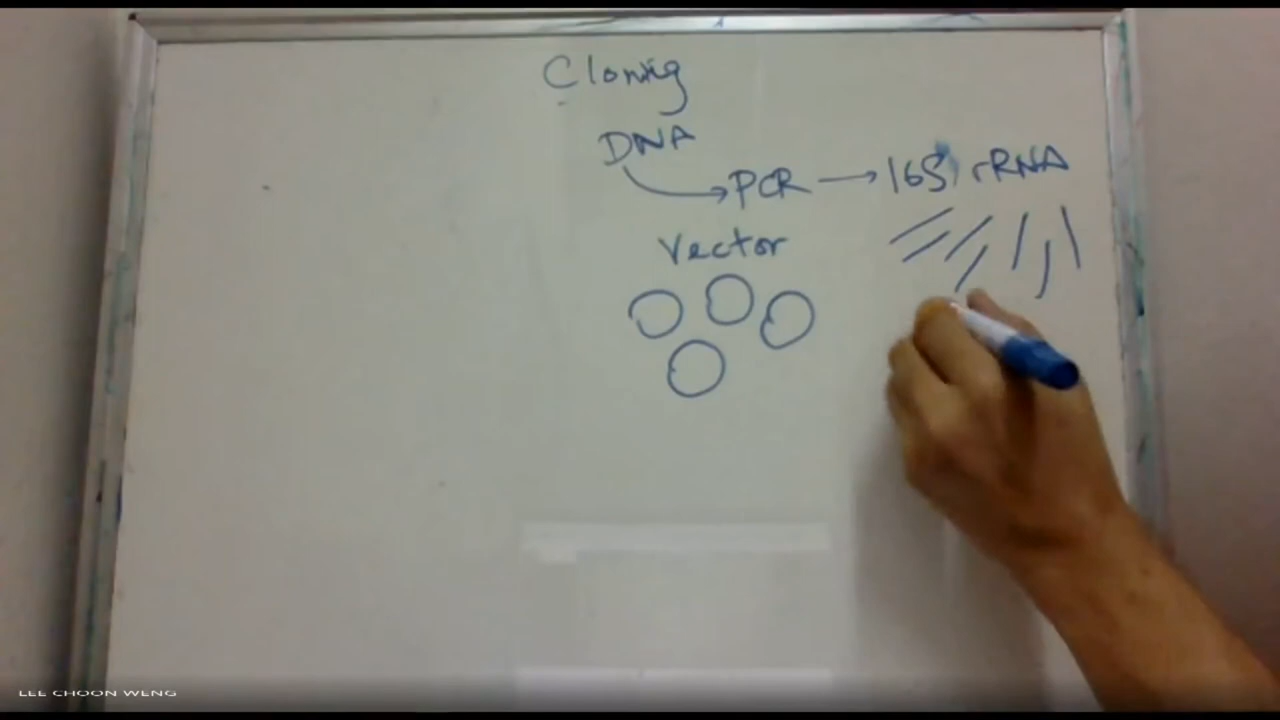 Cloning
DNA
PCR → 16S rRNA
Vector
LEE CHOON WENG